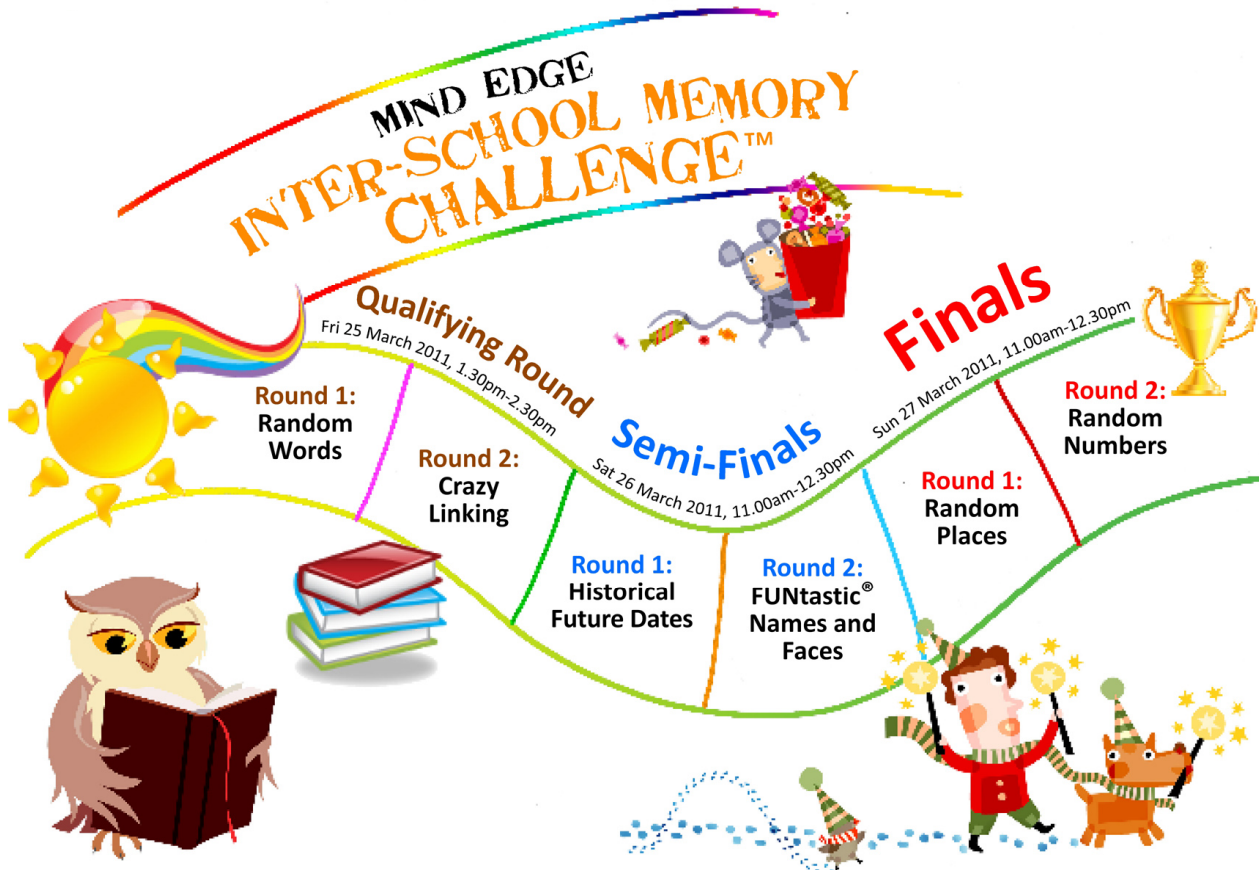 MIND EDGE
INTER-SCHOOL MEMORY
CHALLENGE™
Qualifying Round
Fri 25 March 2011, 1.30pm-2.30pm
Round 1:
Random
Words
Round 2:
Crazy
Linking
Semi-Finals
Sat 26 March 2011, 11.00am-12.30pm
Round 1:
Historical
Future Dates
Round 2:
FUNtastic®
Names and
Faces
Finals
Sun 27 March 2011, 11.00am-12.30pm
Round 1:
Random
Places
Round 2:
Random
Numbers